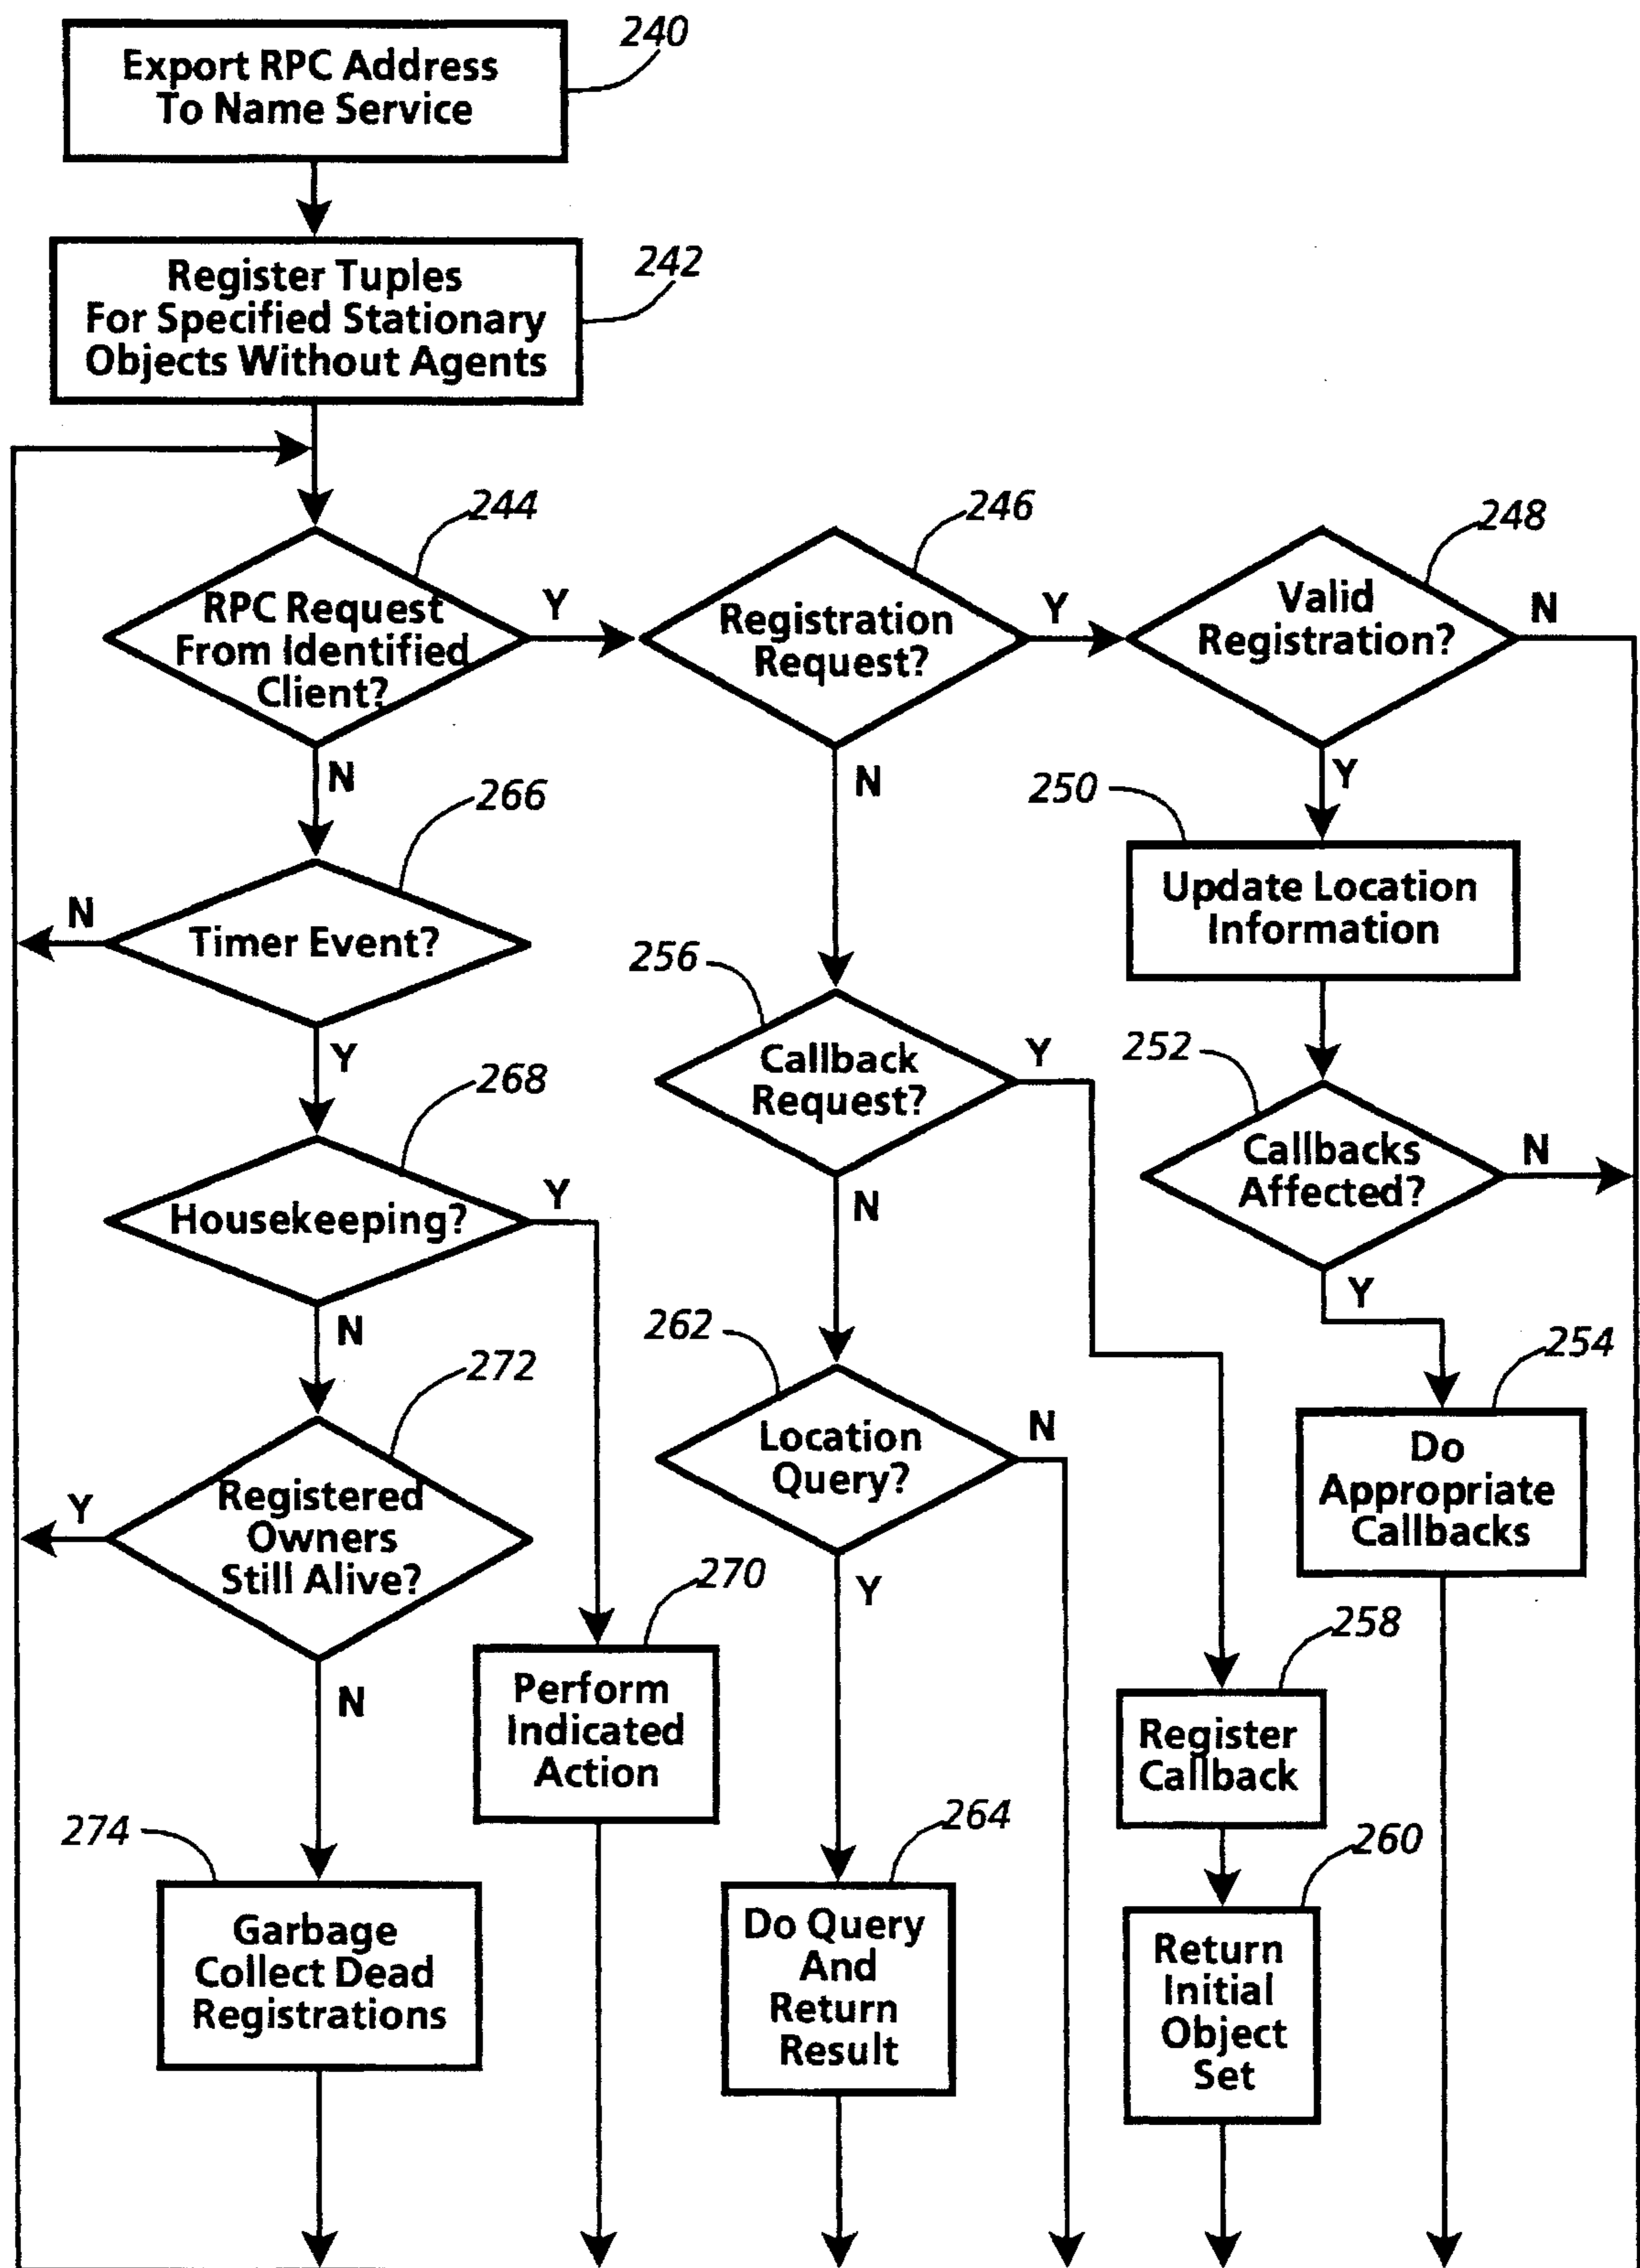 240
Export RPC Address
To Name Service
242
Register Tuples
For Specified Stationary
Objects Without Agents
244
RPC Request
From Identified
Client?
Y
N
246
Registration
Request?
Y
N
248
Valid
Registration?
N
Y
250
Update Location
Information
266
Timer Event?
N
Y
256
Callback
Request?
Y
N
252
Callbacks
Affected?
N
Y
268
Housekeeping?
Y
N
262
Location
Query?
N
Y
254
Do
Appropriate
Callbacks
272
Registered
Owners
Still Alive?
Y
N
270
Perform
Indicated
Action
258
Register
Callback
274
Garbage
Collect Dead
Registrations
264
Do Query
And
Return
Result
260
Return
Initial
Object
Set